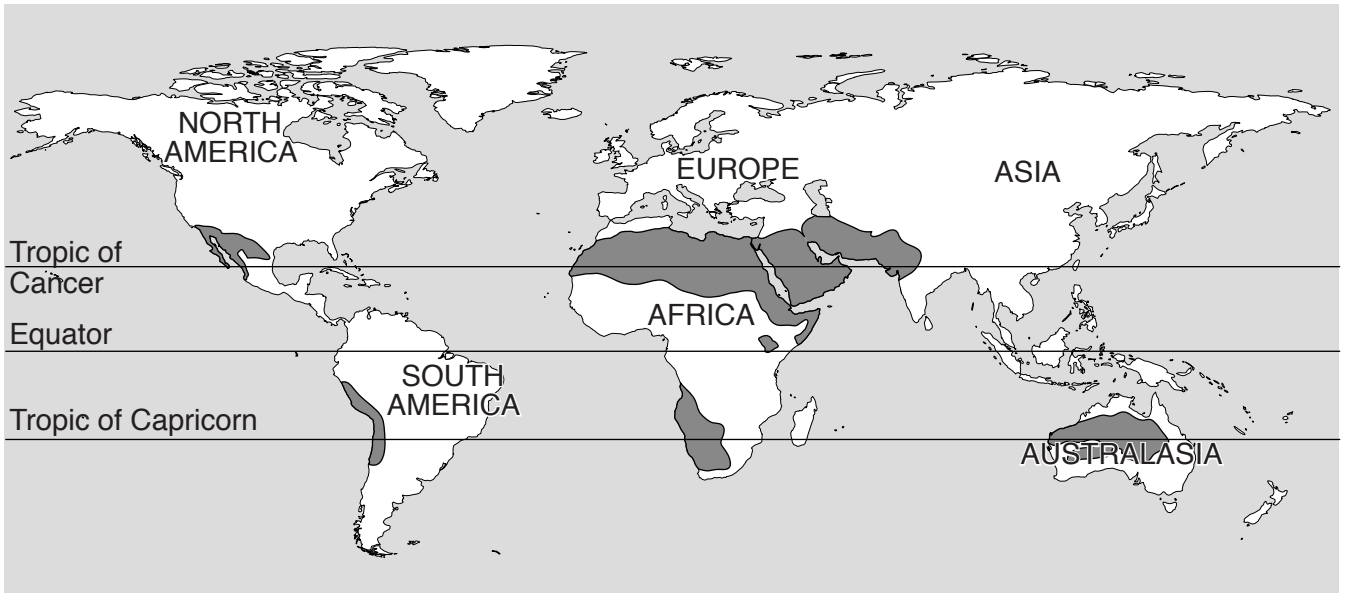 NORTH
AMERICA
EUROPE
ASIA
Tropic of
Cancer
AFRICA
Equator
SOUTH
AMERICA
Tropic of Capricorn
AUSTRALASIA